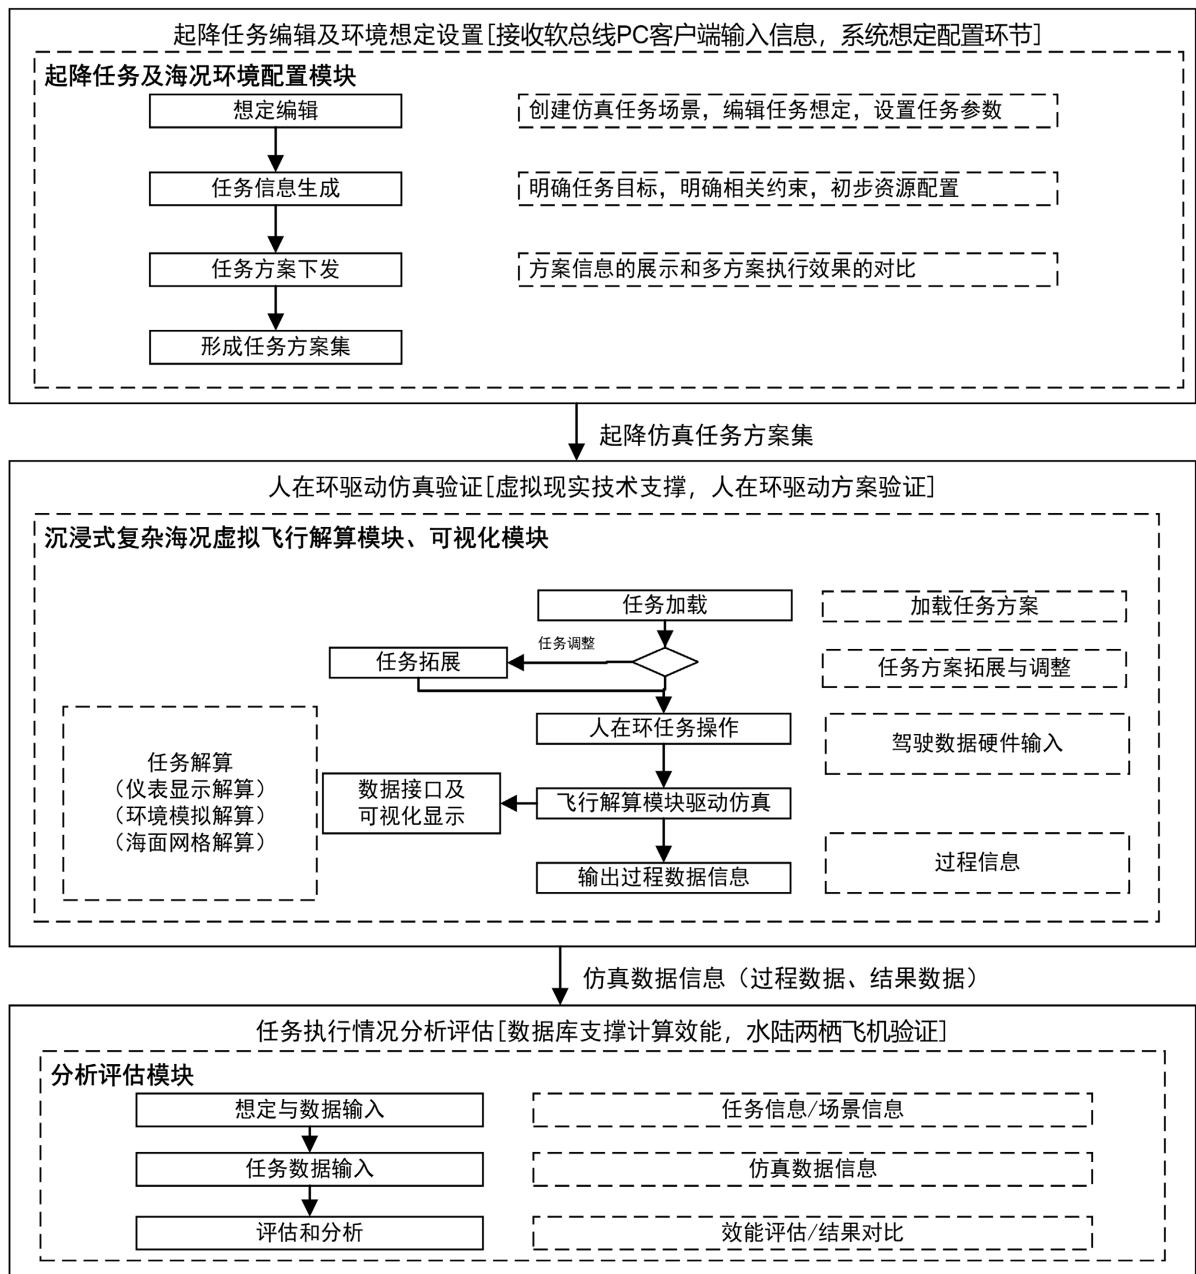 起降任务编辑及环境想定设置[接收软总线PC客户端输入信息，系统想定配置环节]
起降任务及海况环境配置模块
想定编辑
创建仿真任务场景，编辑任务想定，设置任务参数
任务信息生成
明确任务目标，明确相关约束，初步资源配置
任务方案下发
方案信息的展示和多方案执行效果的对比
形成任务方案集
起降仿真任务方案集
人在环驱动仿真验证[虚拟现实技术支撑，人在环驱动方案验证]
沉浸式复杂海况虚拟飞行解算模块、可视化模块
任务加载
加载任务方案
任务调整
任务拓展
任务方案拓展与调整
人在环任务操作
驾驶数据硬件输入
任务解算
（仪表显示解算）
（环境模拟解算）
（海面网格解算）
数据接口及
可视化显示
飞行解算模块驱动仿真
输出过程数据信息
过程信息
仿真数据信息（过程数据、结果数据）
任务执行情况分析评估[数据库支撑计算效能，水陆两栖飞机验证]
分析评估模块
想定与数据输入
任务信息/场景信息
任务数据输入
仿真数据信息
评估和分析
效能评估/结果对比